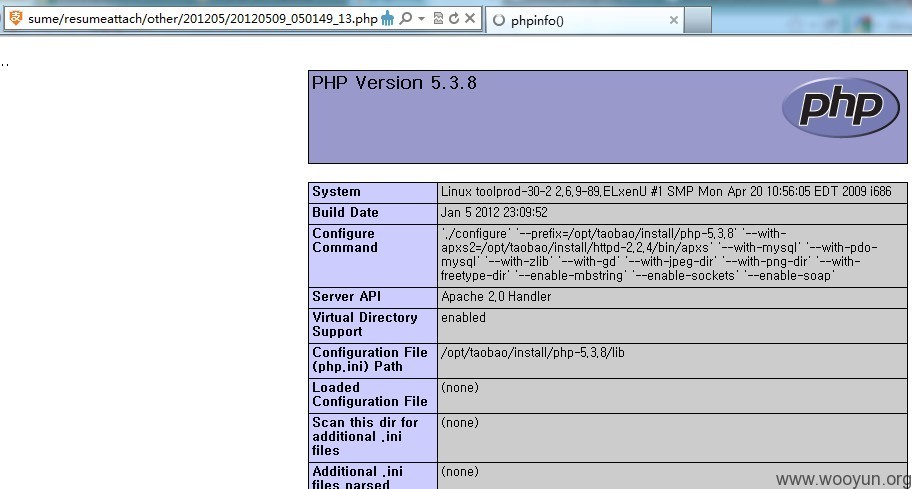 sume/resumeattach/other/201205/20120509_050149_13.php
phpinfo()
..
PHP Version 5.3.8
php
System Linux toolprod-30-2 2.6.9-89.ELxenU #1 SMP Mon Apr 20 10:56:05 EDT 2009 i686
Build Date Jan 5 2012 23:09:52
Configure './configure' '--prefix=/opt/taobao/install/php-5.3.8' '--with-
Command apxs2=/opt/taobao/install/httpd-2.2.4/bin/apxs' '--with-mysql' '--with-pdo-
mysql' '--with-zlib' '--with-gd' '--with-jpeg-dir' '--with-png-dir' '--with-
freetype-dir' '--enable-mbstring' '--enable-sockets' '--enable-soap'
Server API Apache 2.0 Handler
Virtual Directory enabled
Support
Configuration File /opt/taobao/install/php-5.3.8/lib
(php.ini) Path
Loaded (none)
Configuration File
Scan this dir for (none)
additional .ini
files
Additional .ini (none)
files parsed
www.wooyun.org